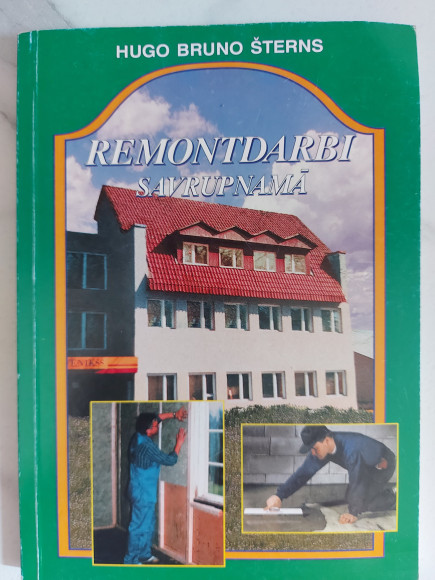 HUGO BRUNO ŠTERNS
REMONTDARBI
SAVRUPNAMĀ